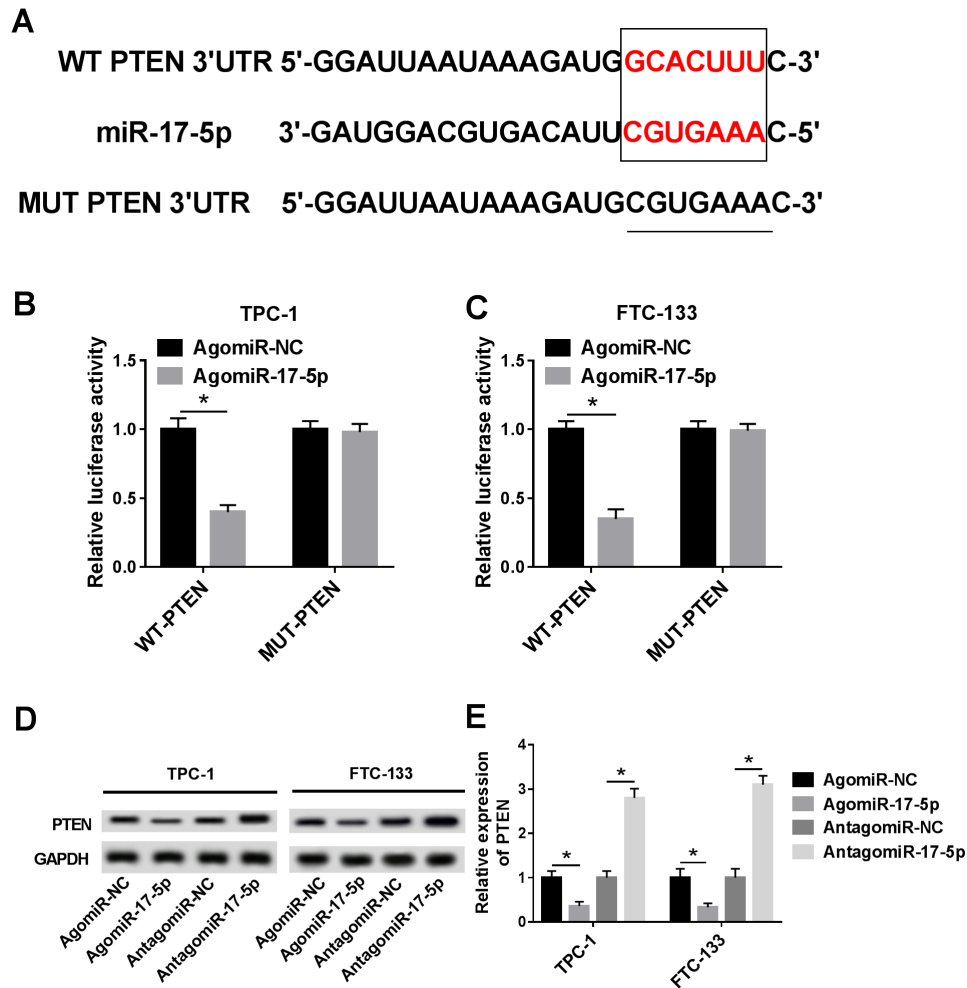 A
WT PTEN 3'UTR 5'-GGAUUAAUAAAGAUGGCACUUUC-3'
miR-17-5p 3'-GAUGGACGUGACAUUCGUGAAAC-5'
MUT PTEN 3'UTR 5'-GGAUUAAUAAAGAUGCGUGAAAC-3'
B
TPC-1
AgomiR-NC
AgomiR-17-5p
Relative luciferase activity
1.5
1.0
0.5
0.0
*
WT-PTEN
MUT-PTEN
C
FTC-133
AgomiR-NC
AgomiR-17-5p
Relative luciferase activity
1.5
1.0
0.5
0.0
*
WT-PTEN
MUT-PTEN
D
TPC-1
FTC-133
PTEN
GAPDH
AgomiR-NC
AgomiR-17-5p
AntagomiR-NC
AntagomiR-17-5p
AgomiR-NC
AgomiR-17-5p
AntagomiR-NC
AntagomiR-17-5p
E
Relative expression
of PTEN
4
3
2
1
0
*
*
*
*
TPC-1
FTC-133
AgomiR-NC
AgomiR-17-5p
AntagomiR-NC
AntagomiR-17-5p